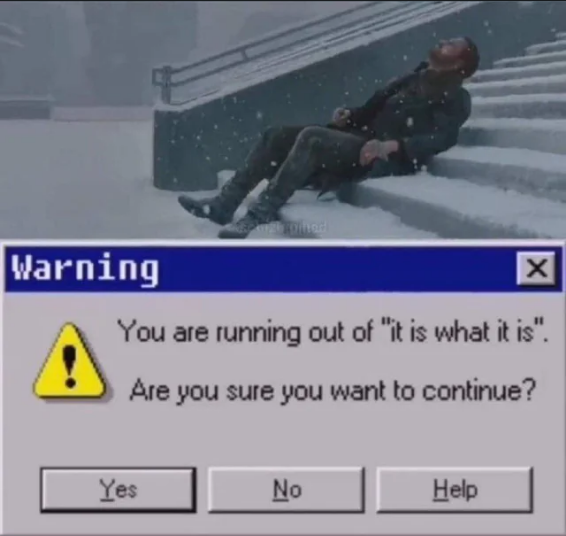 Warning
You are running out of "it is what it is".
Are you sure you want to continue?
Yes
No
Help